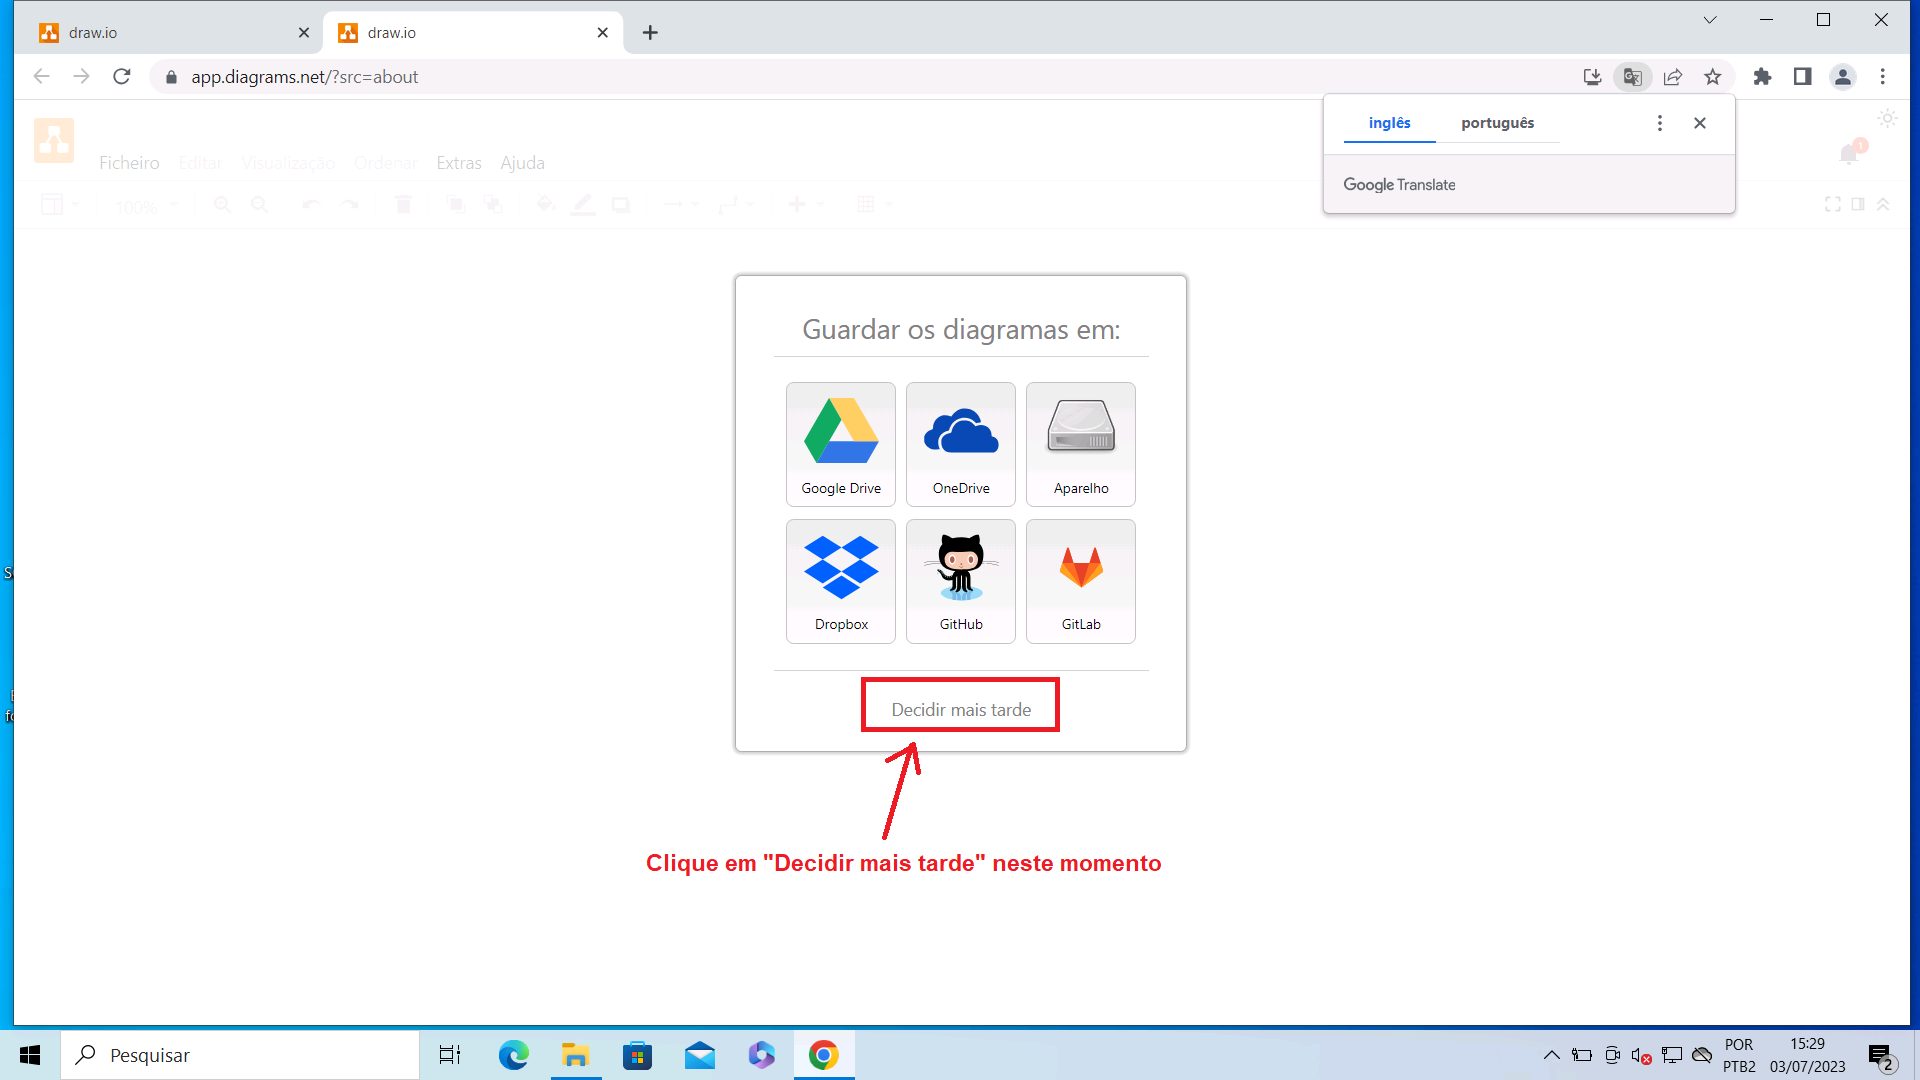 draw.io
draw.io
app.diagrams.net/?src=about
inglês
português
Google Translate
1
Ficheiro
Editar
Visualização
Ordenar
Extras
Ajuda
100%
Guardar os diagramas em:
Google Drive
OneDrive
Aparelho
Dropbox
GitHub
GitLab
Decidir mais tarde
Clique em "Decidir mais tarde" neste momento
Pesquisar
POR
PTB2
15:29
03/07/2023
2